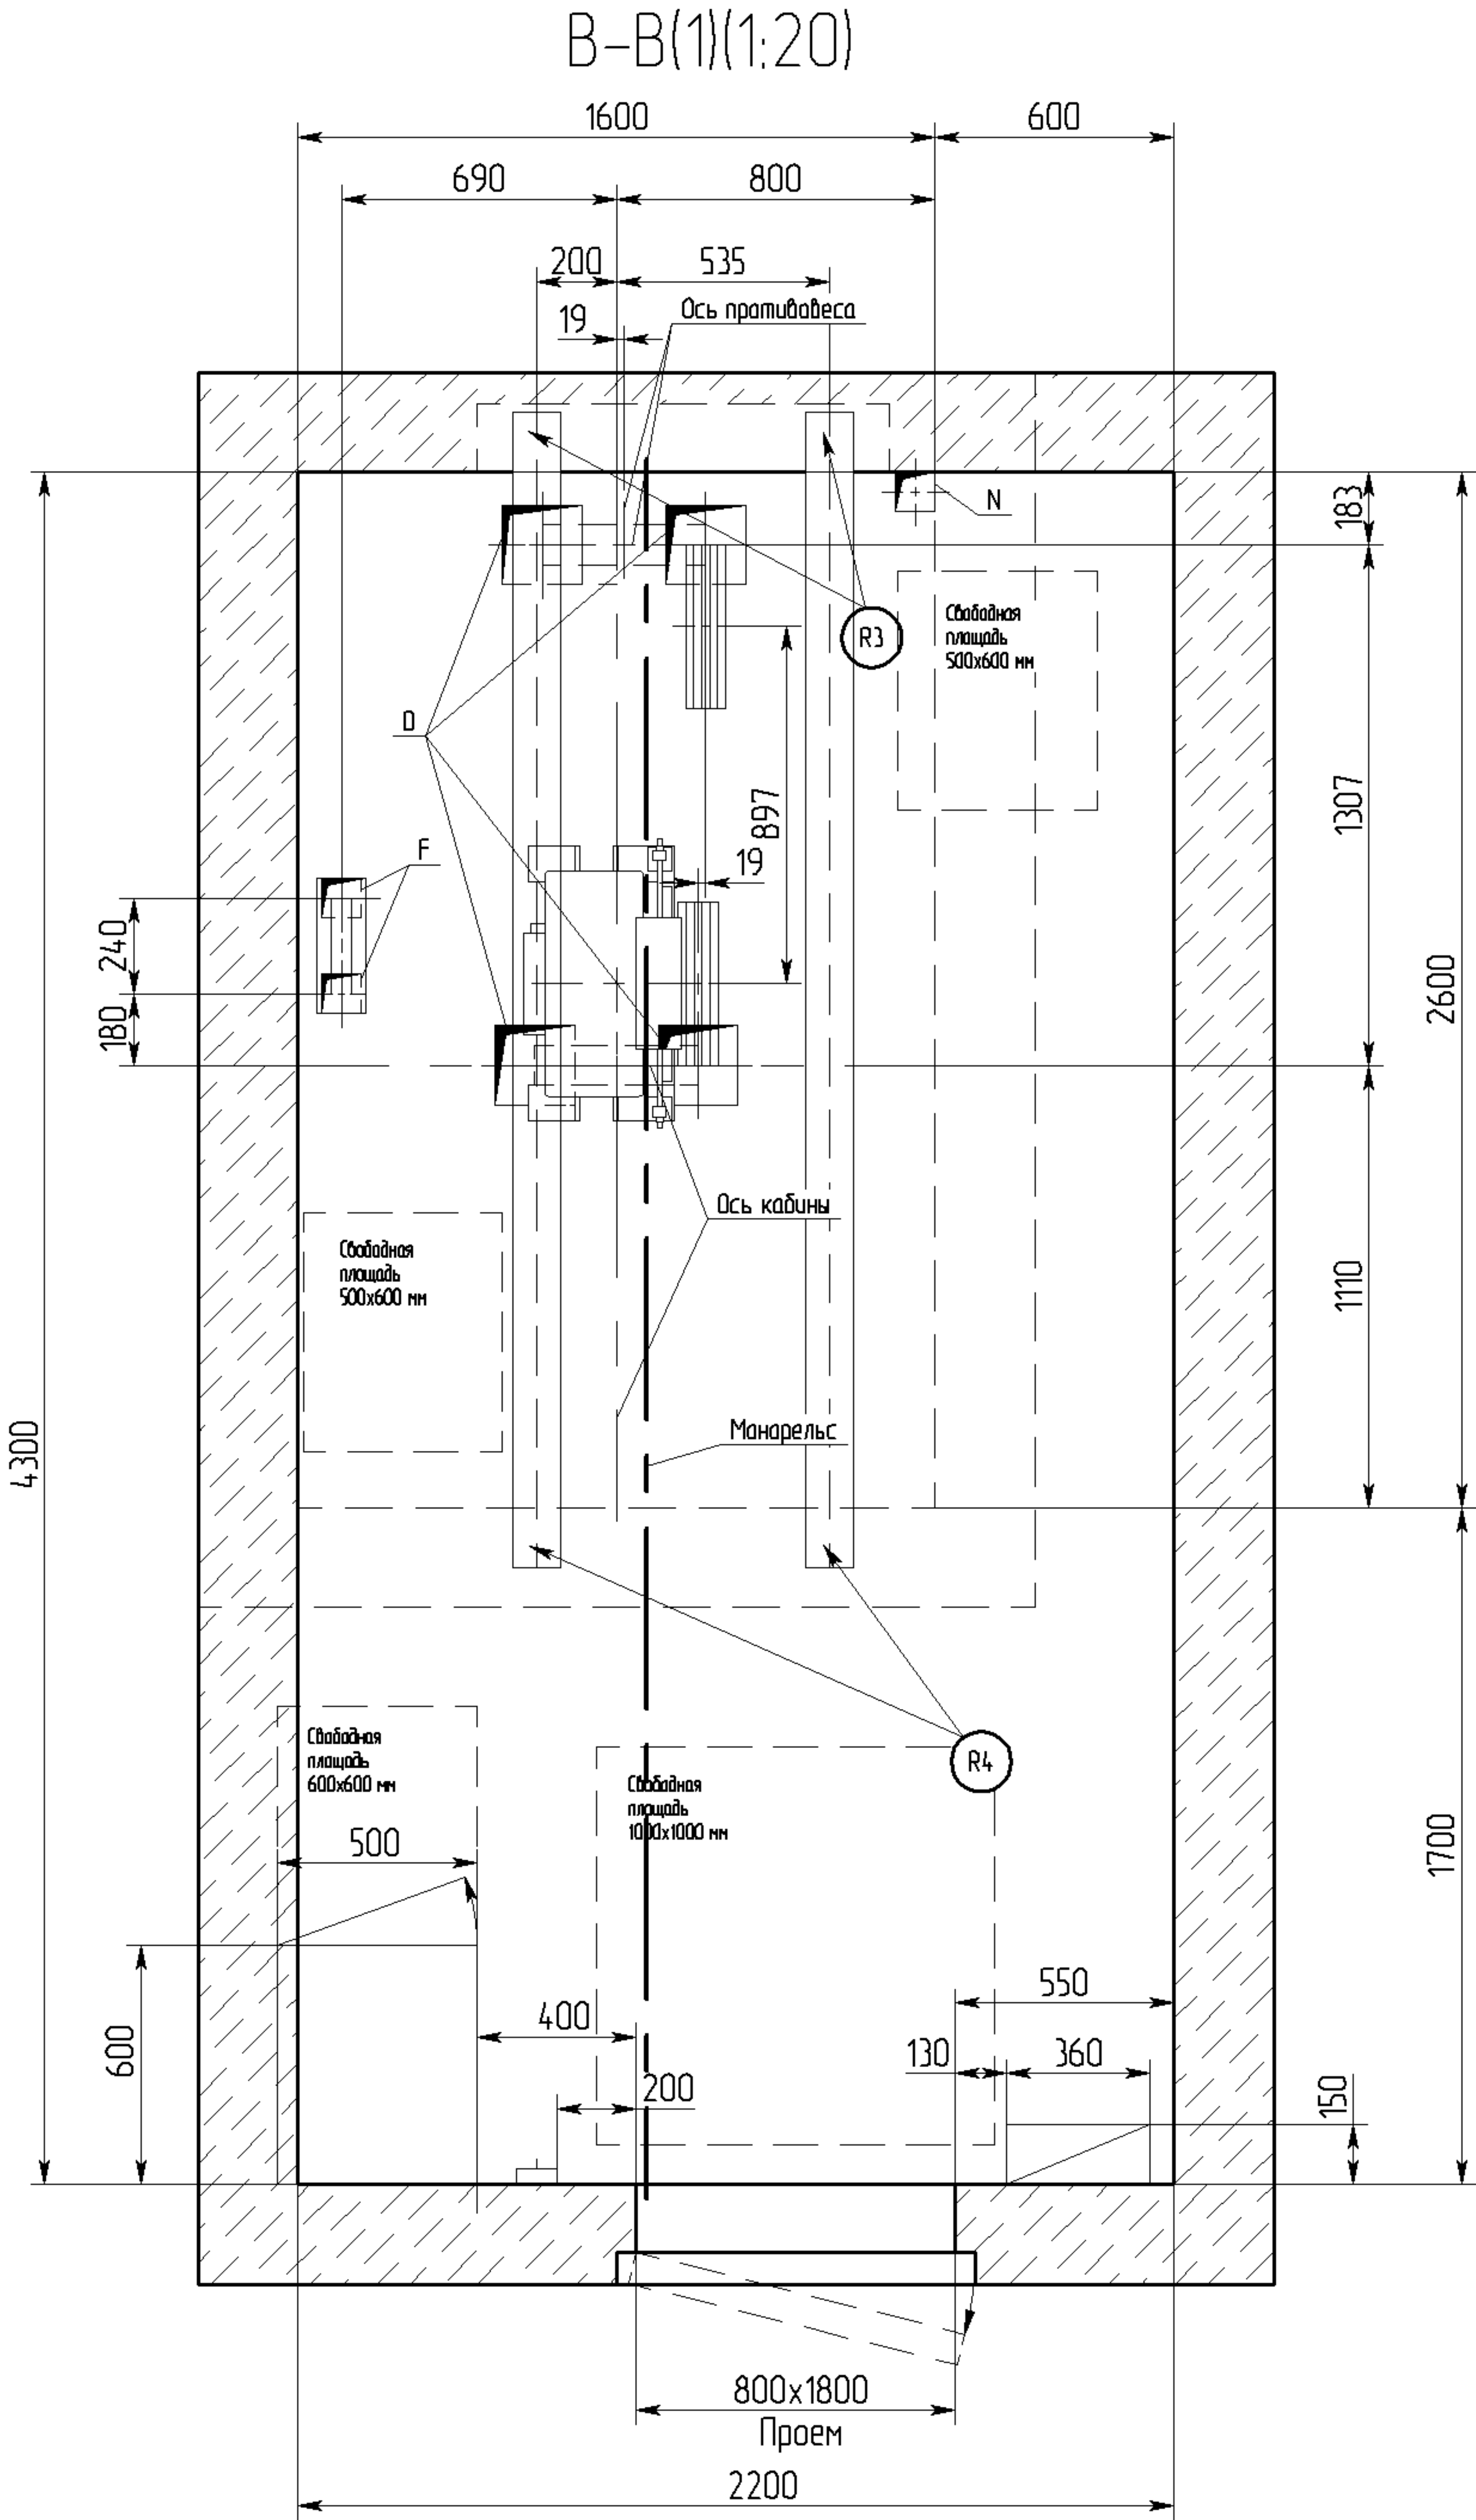 В-В(1)(1:20)
1600
600
690
800
200
535
19
Ось противовеса
183
N
R3
Свободная
площадь
500х600 мм
D
1307
897
19
F
240
180
2600
Ось кабины
Свободная
площадь
500х600 мм
1110
4300
Монорельс
Свободная
площадь
600х600 мм
R4
Свободная
площадь
1000х1000 мм
500
1700
550
400
600
130
360
200
150
800х1800
Проем
2200